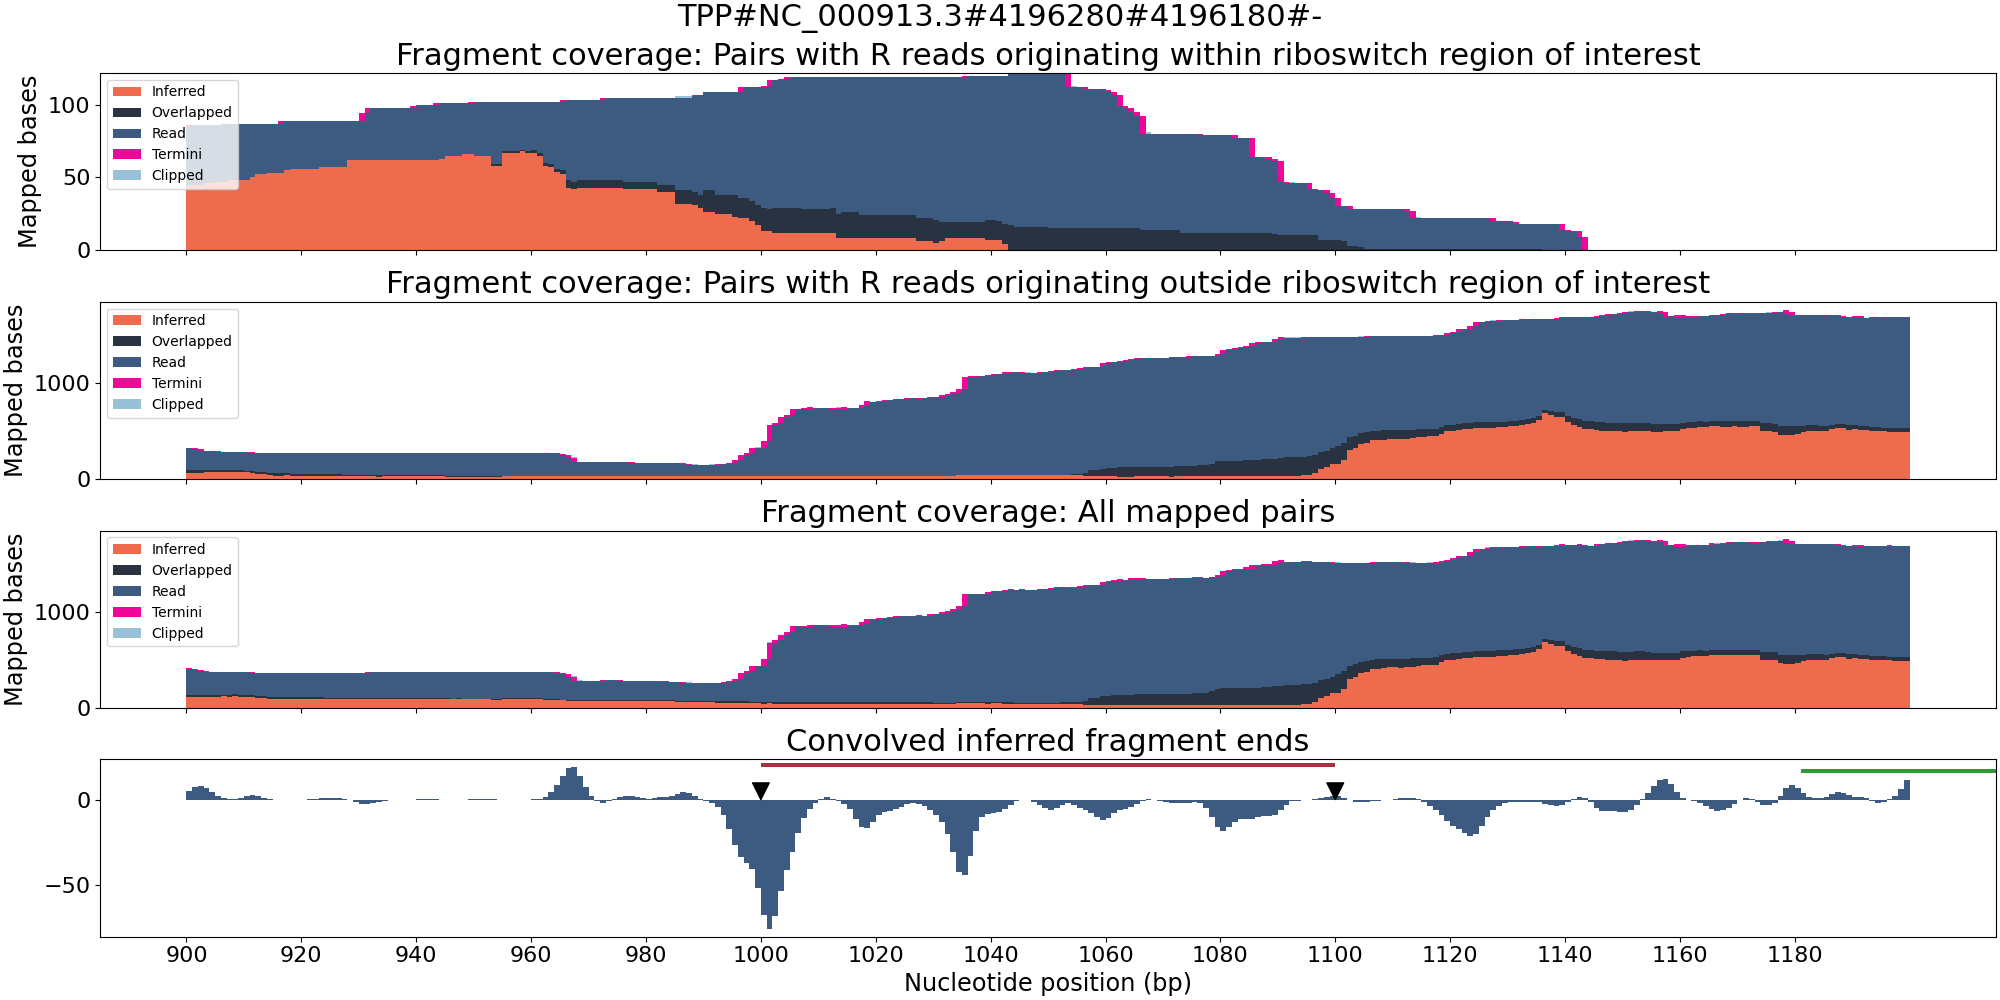 TPP#NC_000913.3#4196280#4196180#-
Fragment coverage: Pairs with R reads originating within riboswitch region of interest
Mapped bases
100
50
0
Inferred
Overlapped
Read
Termini
Clipped
Fragment coverage: Pairs with R reads originating outside riboswitch region of interest
Mapped bases
1000
0
Inferred
Overlapped
Read
Termini
Clipped
Fragment coverage: All mapped pairs
Mapped bases
1000
0
Inferred
Overlapped
Read
Termini
Clipped
Convolved inferred fragment ends
0
−50
900 920 940 960 980 1000 1020 1040 1060 1080 1100 1120 1140 1160 1180
Nucleotide position (bp)